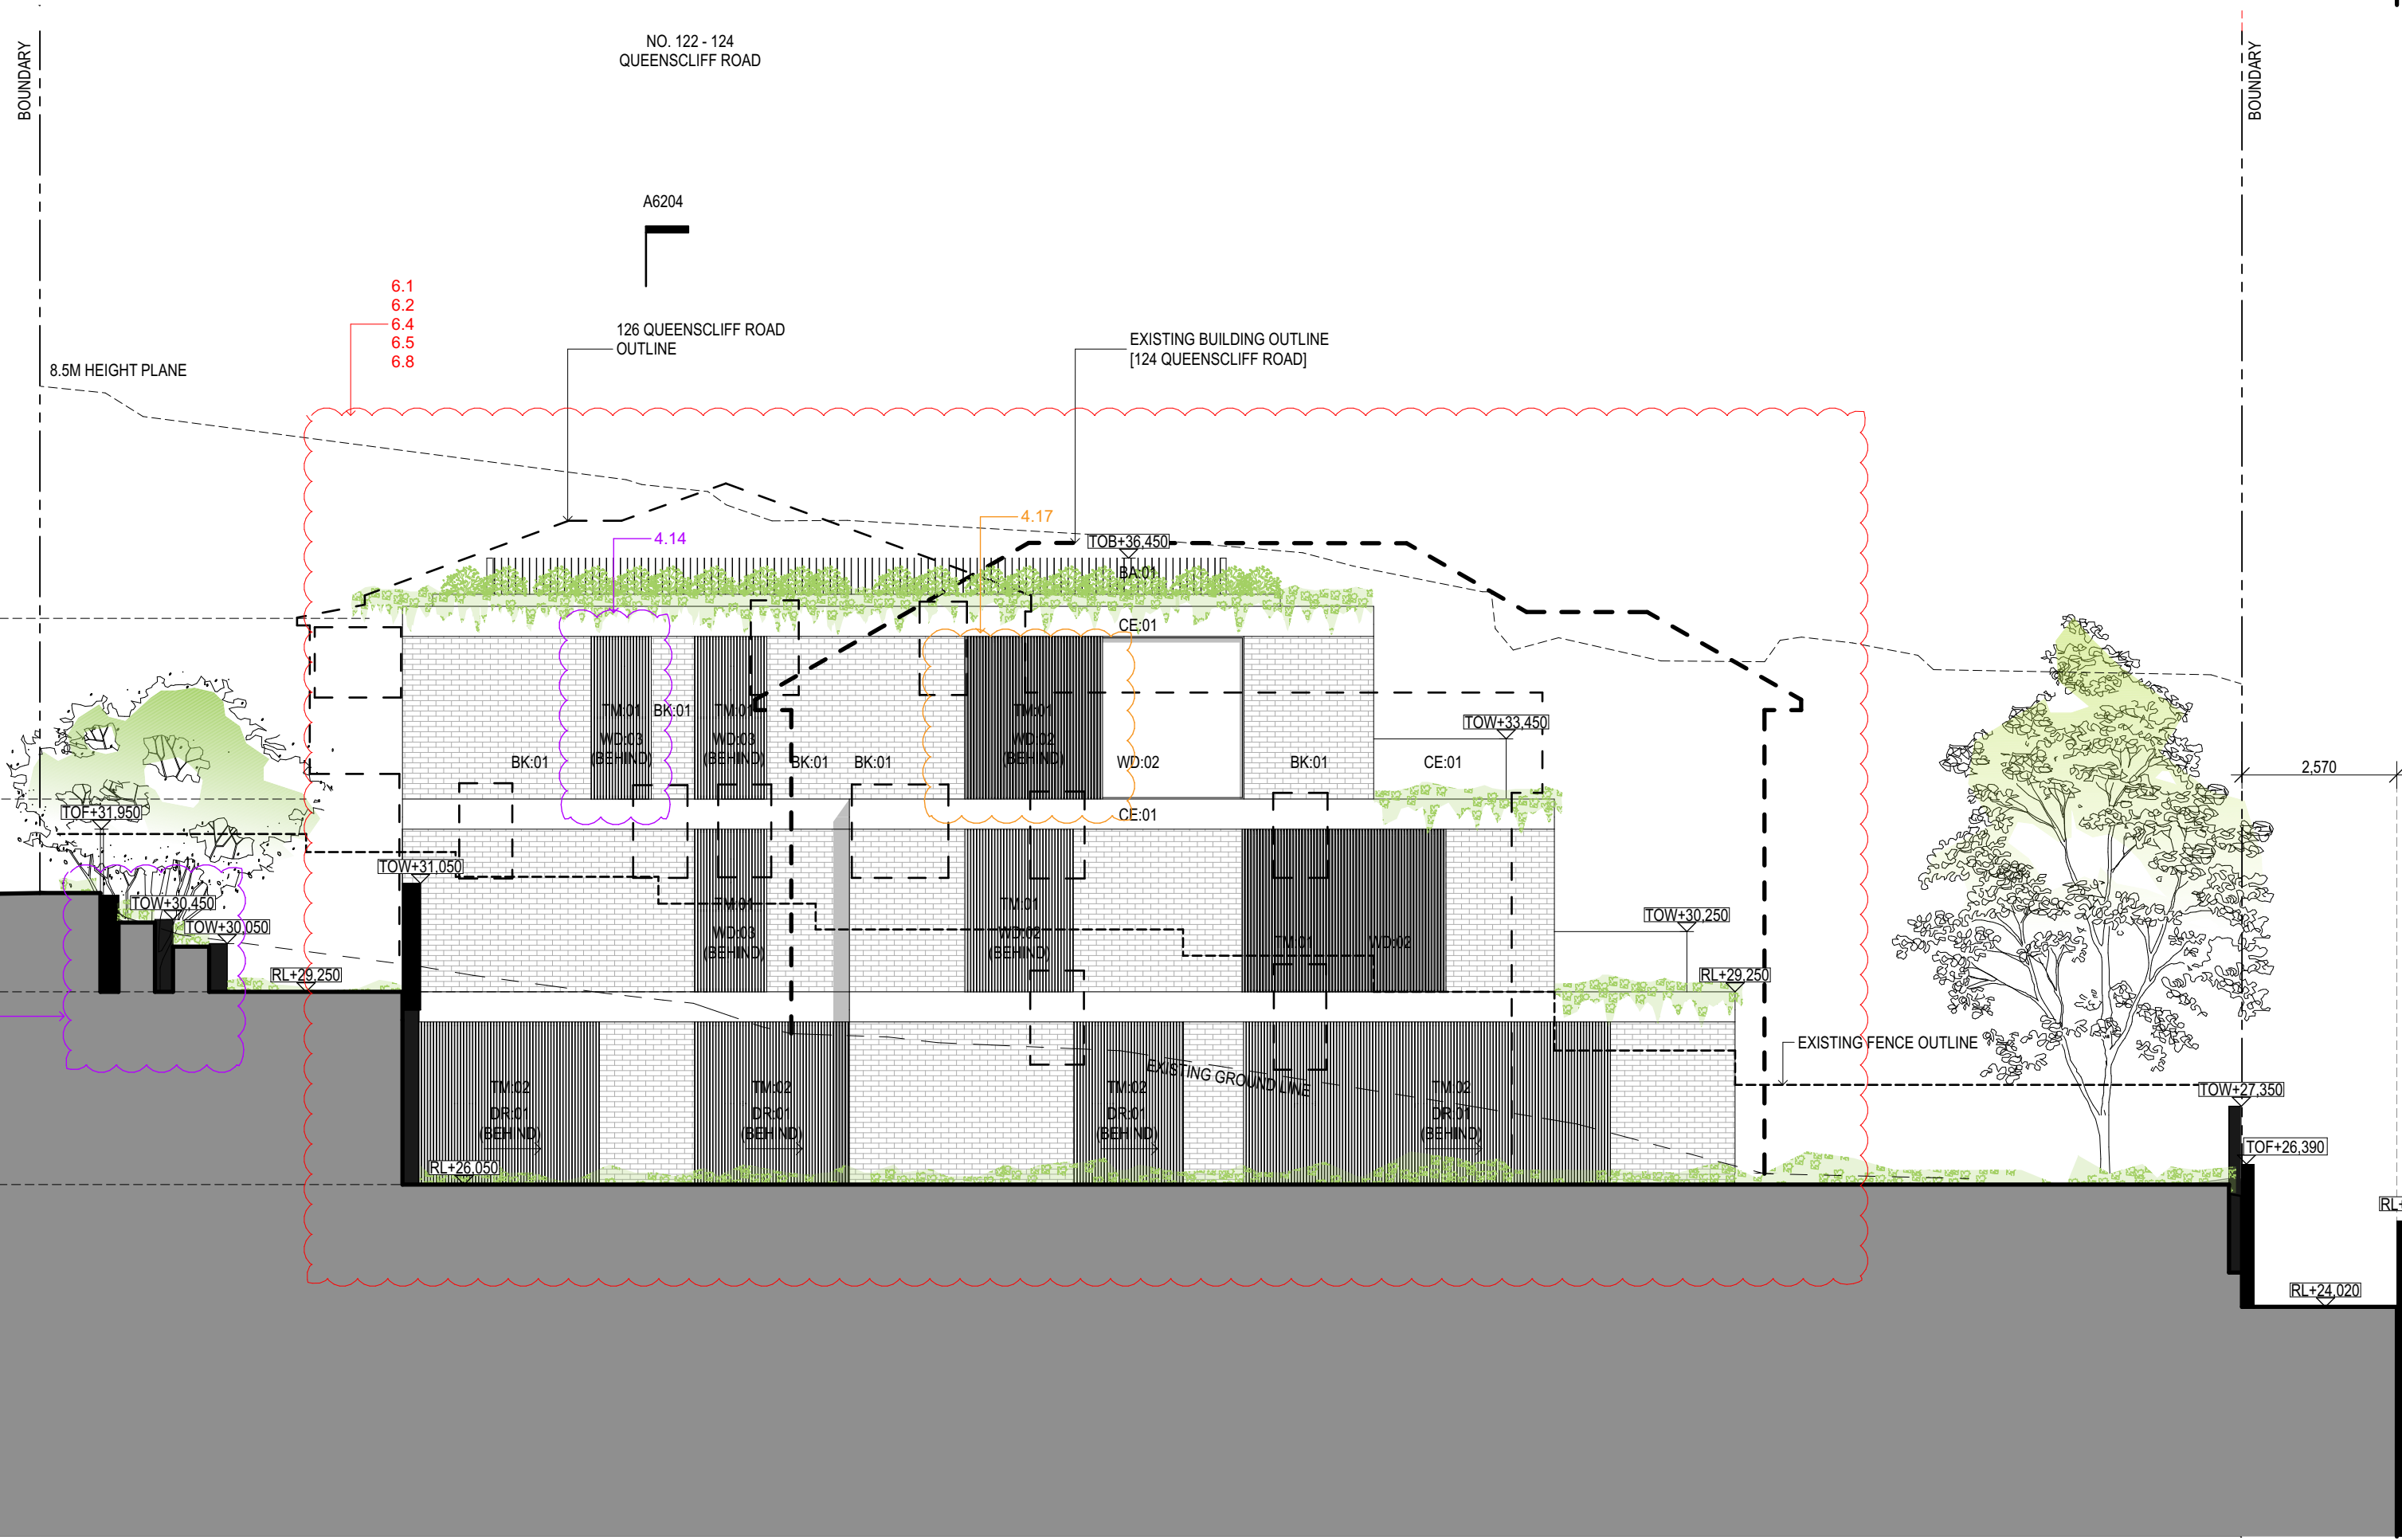 NO. 122 - 124
QUEENSCLIFF ROAD
BOUNDARY
BOUNDARY
A6204
6.1
6.2
6.4
6.5
6.8
126 QUEENSCLIFF ROAD
OUTLINE
EXISTING BUILDING OUTLINE
[124 QUEENSCLIFF ROAD]
8.5M HEIGHT PLANE
4.17
4.14
TOB+36,450
BA:01
CE:01
TM:01
BK:01
TM:01
TM:01
TOW+33,450
WD:03
(BEHIND)
WD:03
(BEHIND)
WD:02
(BEHIND)
BK:01
BK:01
BK:01
WD:02
BK:01
CE:01
2,570
TOF+31,950
CE:01
TOW+31,050
TOW+30,450
TOW+30,050
TM:01
WD:03
(BEHIND)
TM:01
WD:02
(BEHIND)
TM:01
WD:02
TOW+30,250
RL+29,250
RL+29,250
EXISTING FENCE OUTLINE
EXISTING GROUND LINE
TM:02
DR:01
(BEHIND)
TM:02
DR:01
(BEHIND)
TM:02
DR:01
(BEHIND)
TM:02
DR:01
(BEHIND)
TOW+27,350
TOF+26,390
RL+26,050
RL+
RL+24,020